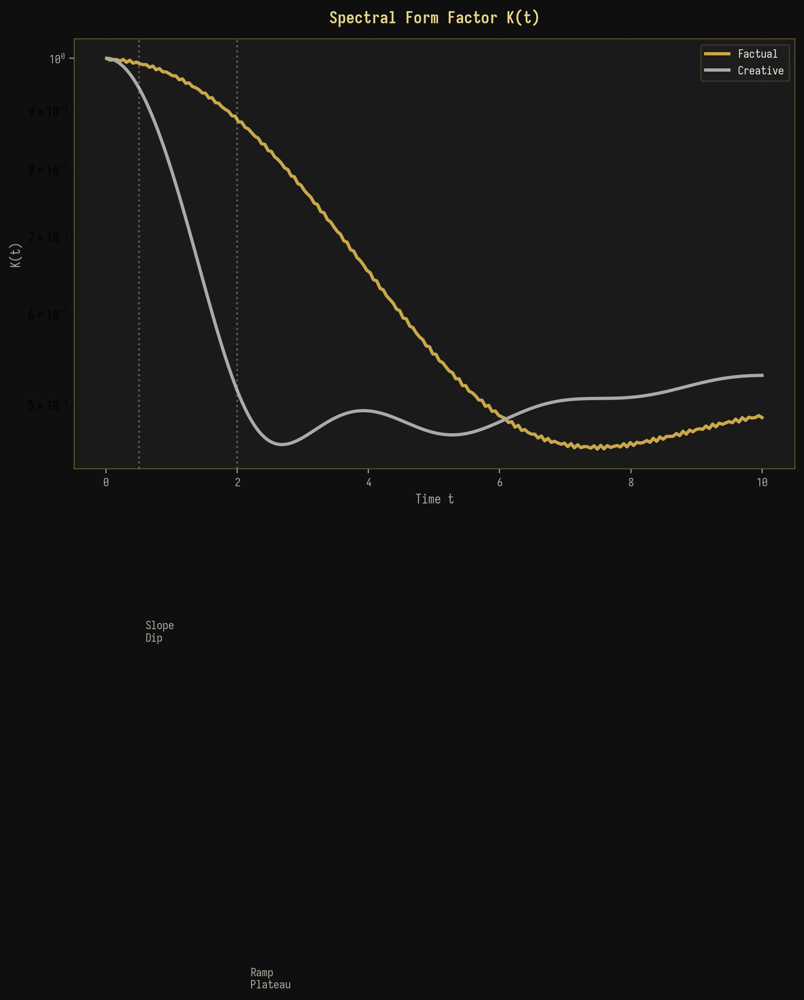 Spectral Form Factor K(t)
Factual
Creative
10⁰
9×10⁻¹
8×10⁻¹
7×10⁻¹
6×10⁻¹
5×10⁻¹
K(t)
0 2 4 6 8 10
Time t
Slope
Dip
Ramp
Plateau